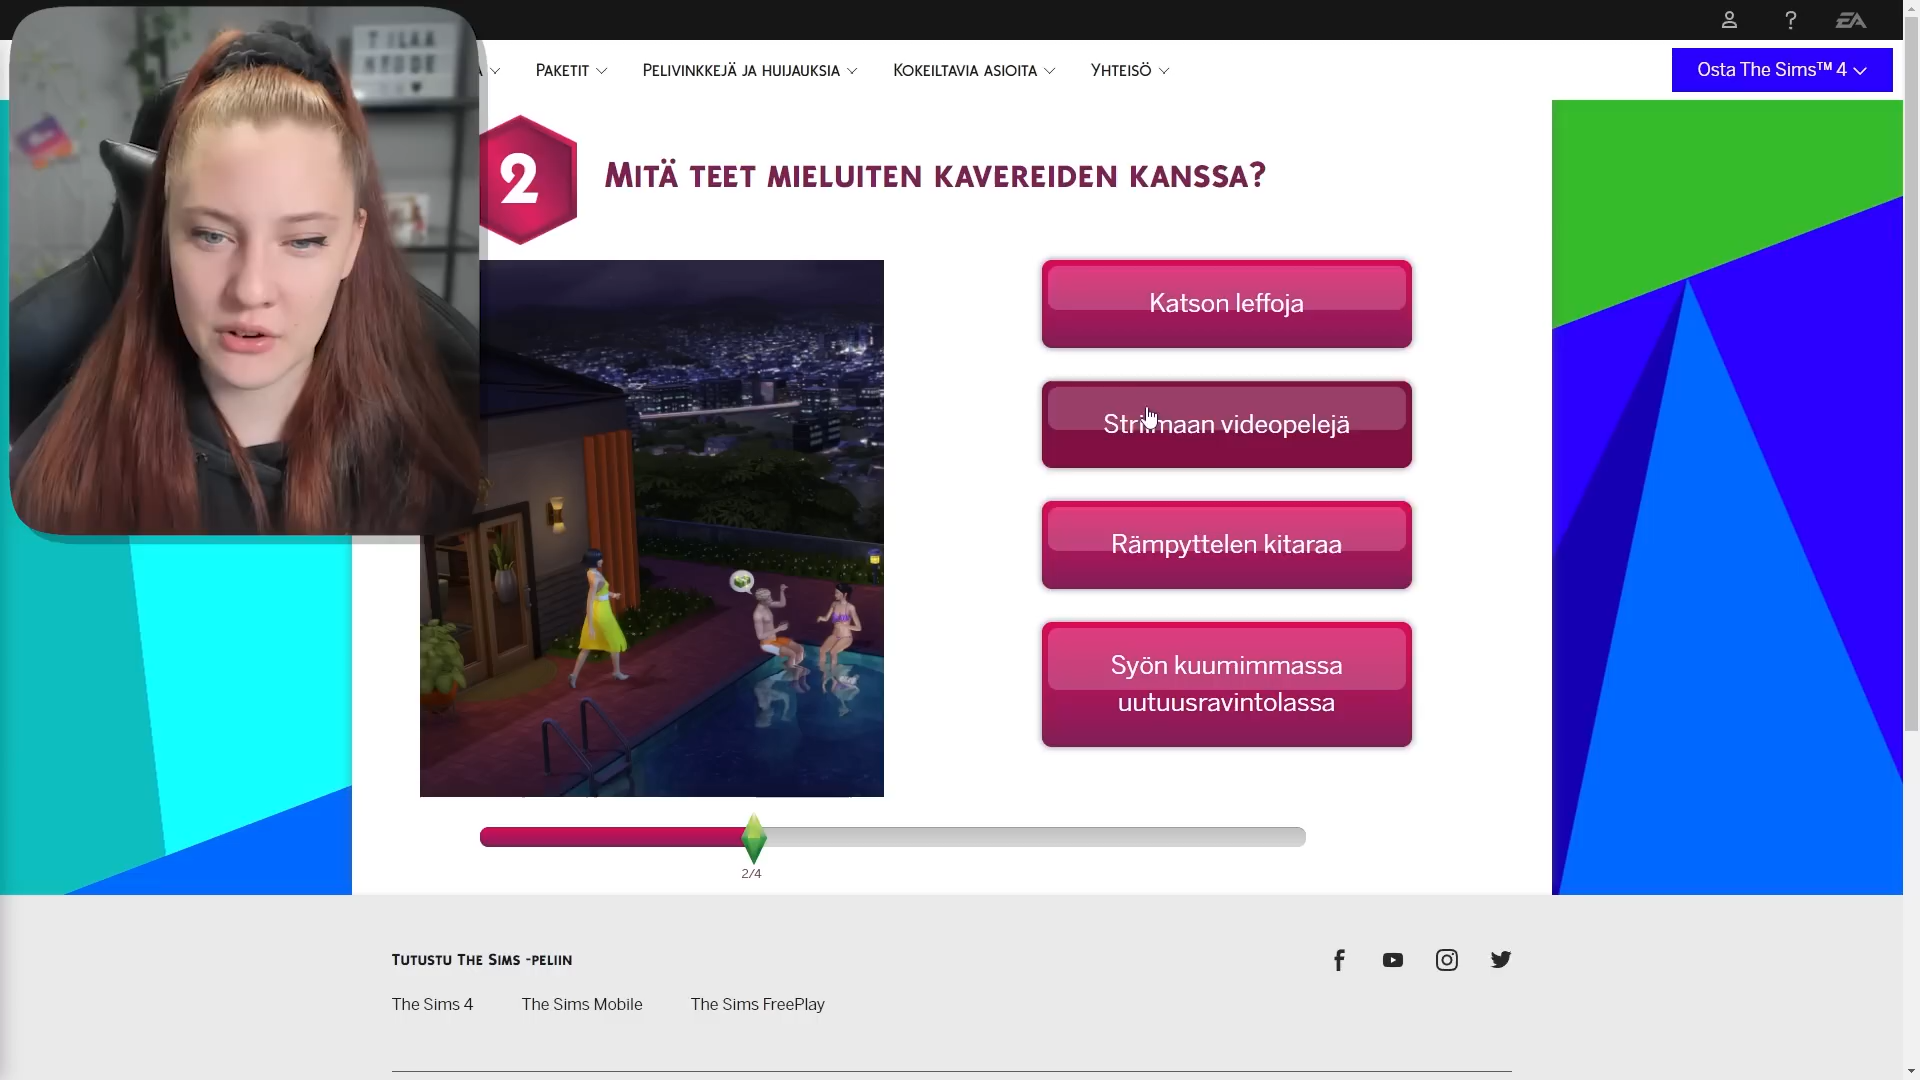 EA
PAKETIT
PELIVINKKEJÄ JA HUIJAUKSIA
KOKEILTAVIA ASIOITA
YHTEISÖ
Osta The Sims™ 4
2
MITÄ TEET MIELUITEN KAVEREIDEN KANSSA?
Katson leffoja
Striimaan videopelejä
Rämpyttelen kitaraa
Syön kuumimmassa
uutuusravintolassa
2/4
TUTUSTU THE SIMS -PELIIN
The Sims 4
The Sims Mobile
The Sims FreePlay